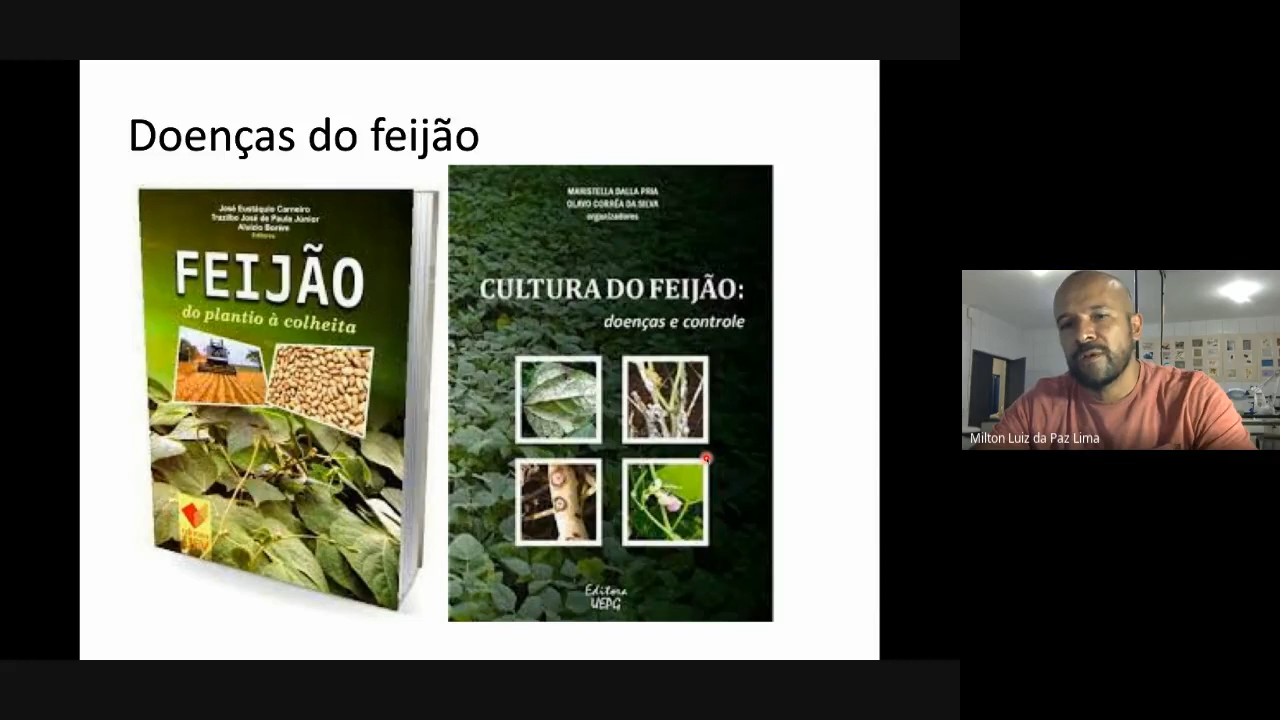 Doenças do feijão
José Eustáquio Carneiro
Trazilbo José de Paula Júnior
Aluízio Borém
Editores
FEIJÃO
do plantio à colheita
MARISTELLA DALLA PRIA
OLAVO CORRÊA DA SILVA
organizadores
CULTURA DO FEIJÃO:
doenças e controle
Editora
UEPG
Milton Luiz da Paz Lima